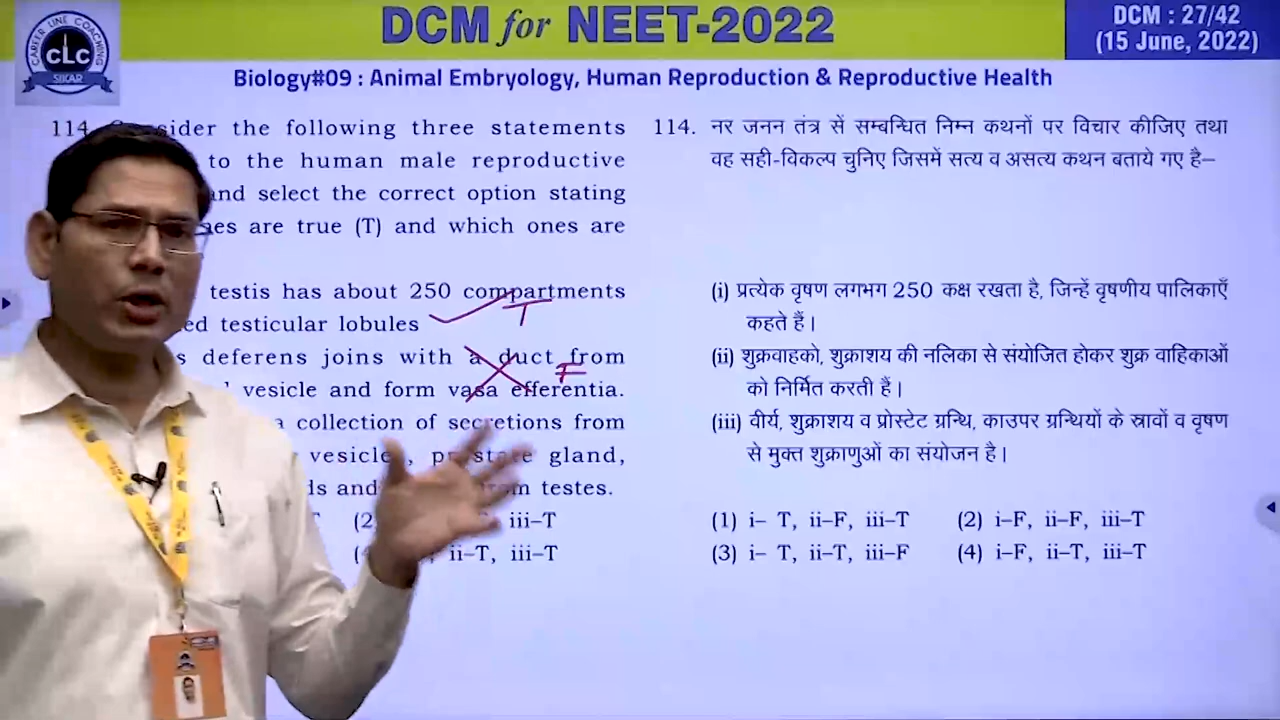 CAREER LINE COACHING
CLC
SIKAR
DCM for NEET-2022
DCM : 27/42
(15 June, 2022)
Biology#09 : Animal Embryology, Human Reproduction & Reproductive Health
114. Consider the following three statements
to the human male reproductive
and select the correct option stating
ones are true (T) and which ones are
testis has about 250 compartments
testicular lobules
T
deferens joins with a duct from
F
vesicle and form vasa efferentia.
a collection of secretions from
vesicles, prostate gland,
and from testes.
(2) iii–T
ii–T, iii–T
114. नर जनन तंत्र सें सम्बन्धित निम्न कथनों पर विचार कीजिए तथा
वह सही-विकल्प चुनिए जिसमें सत्य व असत्य कथन बताये गए है–
(i) प्रत्येक वृषण लगभग 250 कक्ष रखता है, जिन्हें वृषणीय पालिकाएँ
कहते हैं।
(ii) शुक्रवाहको, शुक्राशय की नलिका से संयोजित होकर शुक्र वाहिकाओं
को निर्मित करती हैं।
(iii) वीर्य, शुक्राशय व प्रोस्टेट ग्रन्थि, काउपर ग्रन्थियों के स्रावों व वृषण
से मुक्त शुक्राणुओं का संयोजन है।
(1) i– T, ii–F, iii–T (2) i–F, ii–F, iii–T
(3) i– T, ii–T, iii–F (4) i–F, ii–T, iii–T